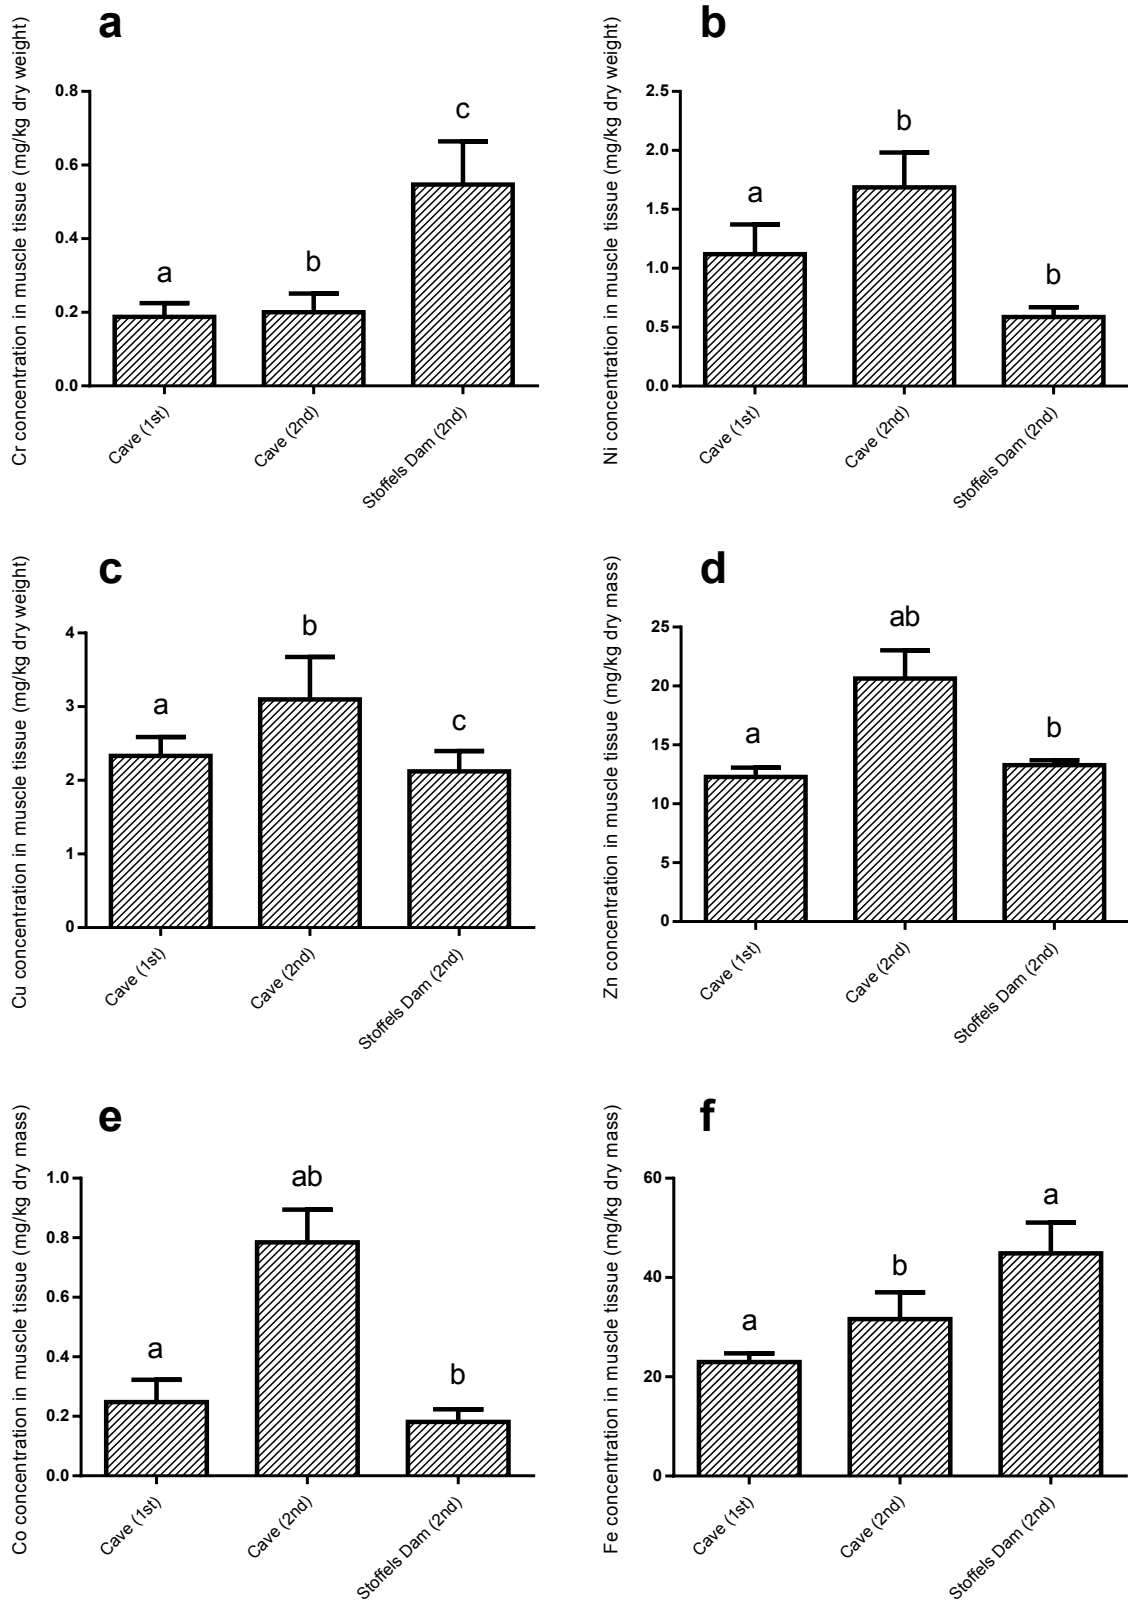 a
Cr concentration in muscle tissue (mg/kg dry weight)
0.8
0.6
0.4
0.2
0.0
a
b
c
Cave (1st)
Cave (2nd)
Stoffels Dam (2nd)
b
Ni concentration in muscle tissue (mg/kg dry weight)
2.5
2.0
1.5
1.0
0.5
0.0
a
b
b
Cave (1st)
Cave (2nd)
Stoffels Dam (2nd)
c
Cu concentration in muscle tissue (mg/kg dry weight)
4
3
2
1
0
a
b
c
Cave (1st)
Cave (2nd)
Stoffels Dam (2nd)
d
Zn concentration in muscle tissue (mg/kg dry mass)
25
20
15
10
5
0
a
ab
b
Cave (1st)
Cave (2nd)
Stoffels Dam (2nd)
e
Co concentration in muscle tissue (mg/kg dry mass)
1.0
0.8
0.6
0.4
0.2
0.0
a
ab
b
Cave (1st)
Cave (2nd)
Stoffels Dam (2nd)
f
Fe concentration in muscle tissue (mg/kg dry mass)
60
40
20
0
a
b
a
Cave (1st)
Cave (2nd)
Stoffels Dam (2nd)